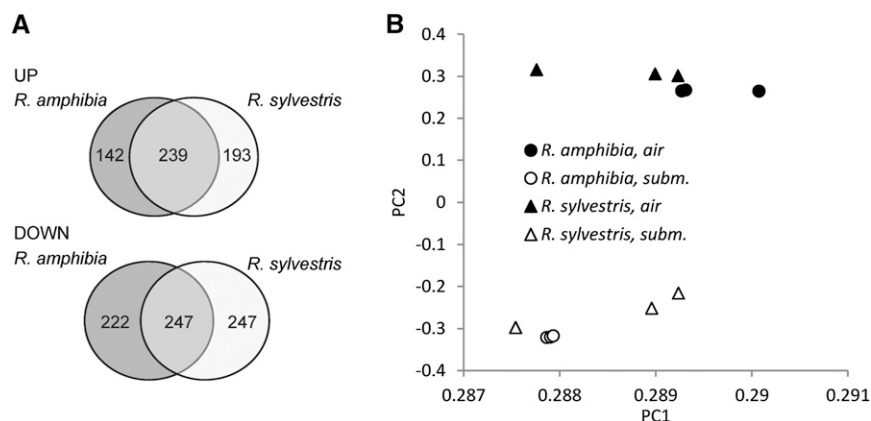 A
UP
R. amphibia
R. sylvestris
142
239
193
DOWN
R. amphibia
R. sylvestris
222
247
247
B
0.4
0.3
0.2
0.1
0
-0.1
-0.2
-0.3
-0.4
PC2
R. amphibia, air
R. amphibia, subm.
R. sylvestris, air
R. sylvestris, subm.
0.287
0.288
0.289
0.29
0.291
PC1